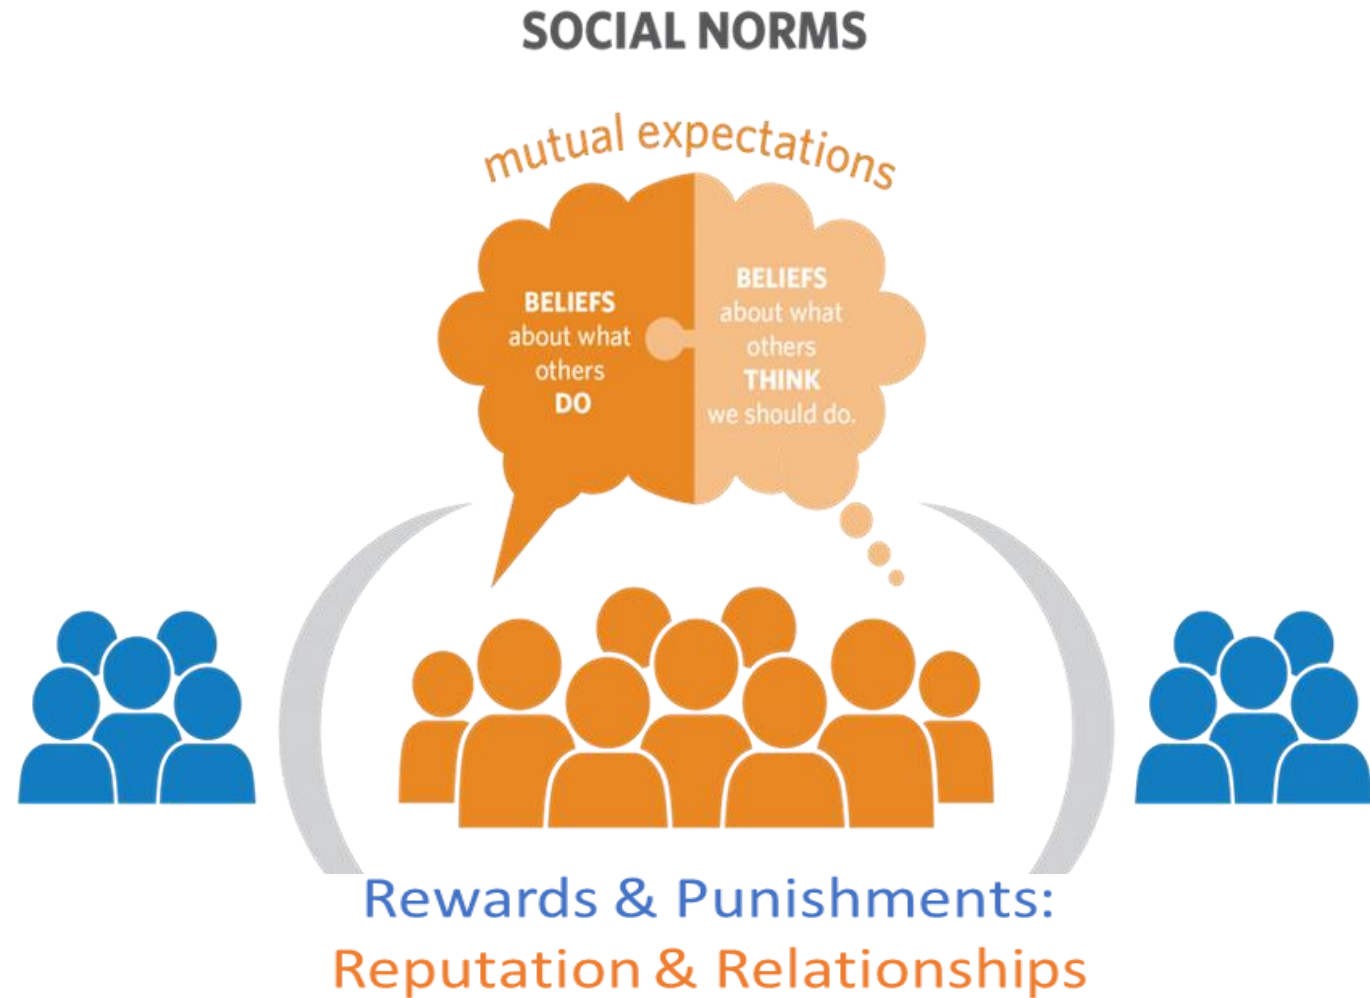 SOCIAL NORMS
mutual expectations
BELIEFS
about what
others
DO
BELIEFS
about what
others
THINK
we should do.
Rewards & Punishments:
Reputation & Relationships